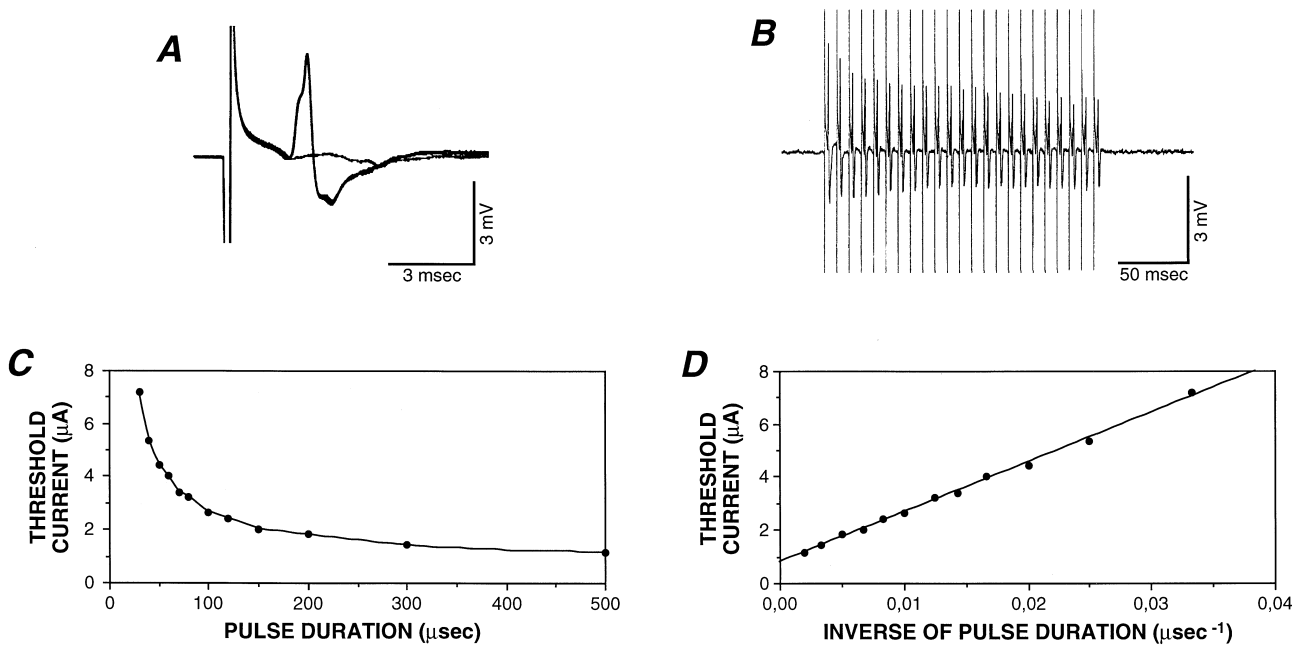 A
3 mV
3 msec
B
3 mV
50 msec
C
THRESHOLD
CURRENT (μA)
8
6
4
2
0
0 100 200 300 400 500
PULSE DURATION (μsec)
D
THRESHOLD
CURRENT (μA)
8
6
4
2
0
0,00 0,01 0,02 0,03 0,04
INVERSE OF PULSE DURATION (μsec⁻¹)